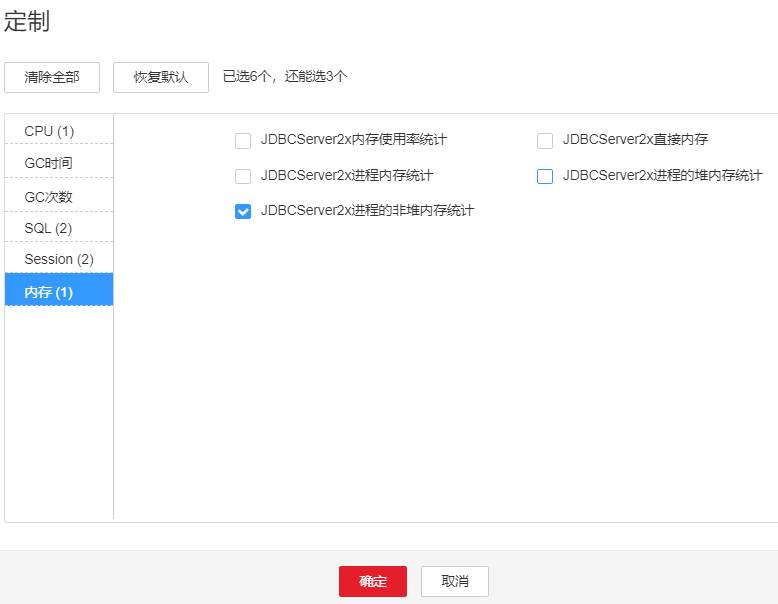 定制
清除全部
恢复默认
已选6个，还能选3个
CPU (1)
GC时间
GC次数
SQL (2)
Session (2)
内存 (1)
JDBCServer2x内存使用率统计
JDBCServer2x直接内存
JDBCServer2x进程内存统计
JDBCServer2x进程的堆内存统计
JDBCServer2x进程的非堆内存统计
确定
取消